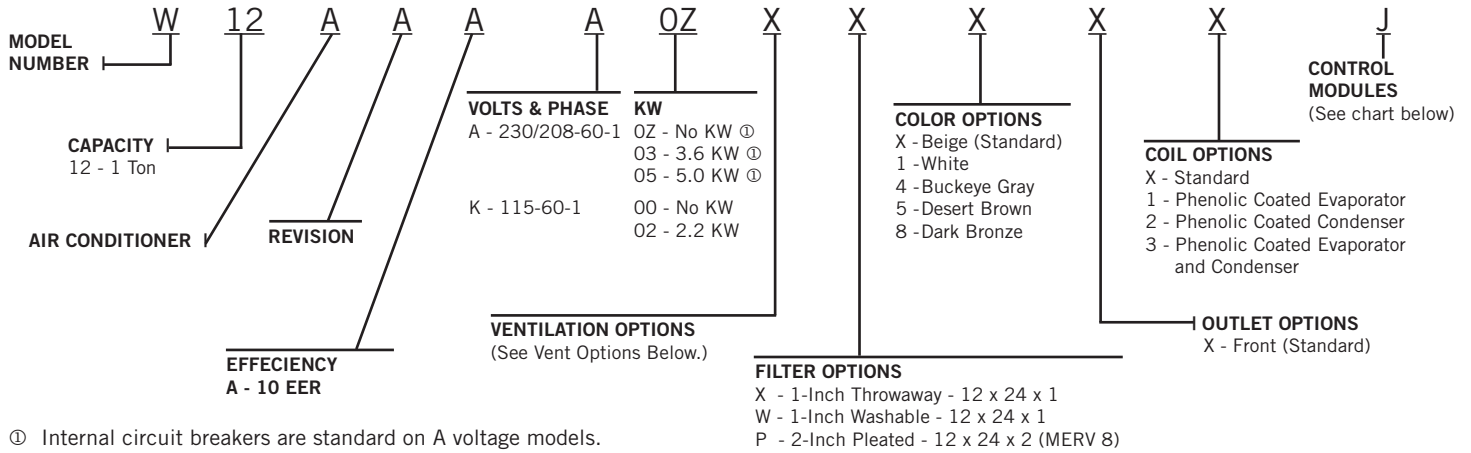 W 12 A A A A 0Z X X X X X J
MODEL
NUMBER
CAPACITY
12 - 1 Ton
AIR CONDITIONER
REVISION
EFFECIENCY
A - 10 EER
VOLTS & PHASE
A - 230/208-60-1
K - 115-60-1
KW
0Z - No KW ①
03 - 3.6 KW ①
05 - 5.0 KW ①
00 - No KW
02 - 2.2 KW
VENTILATION OPTIONS
(See Vent Options Below.)
FILTER OPTIONS
X - 1-Inch Throwaway - 12 x 24 x 1
W - 1-Inch Washable - 12 x 24 x 1
P - 2-Inch Pleated - 12 x 24 x 2 (MERV 8)
COLOR OPTIONS
X - Beige (Standard)
1 - White
4 - Buckeye Gray
5 - Desert Brown
8 - Dark Bronze
OUTLET OPTIONS
X - Front (Standard)
COIL OPTIONS
X - Standard
1 - Phenolic Coated Evaporator
2 - Phenolic Coated Condenser
3 - Phenolic Coated Evaporator
and Condenser
CONTROL
MODULES
(See chart below)
① Internal circuit breakers are standard on A voltage models.